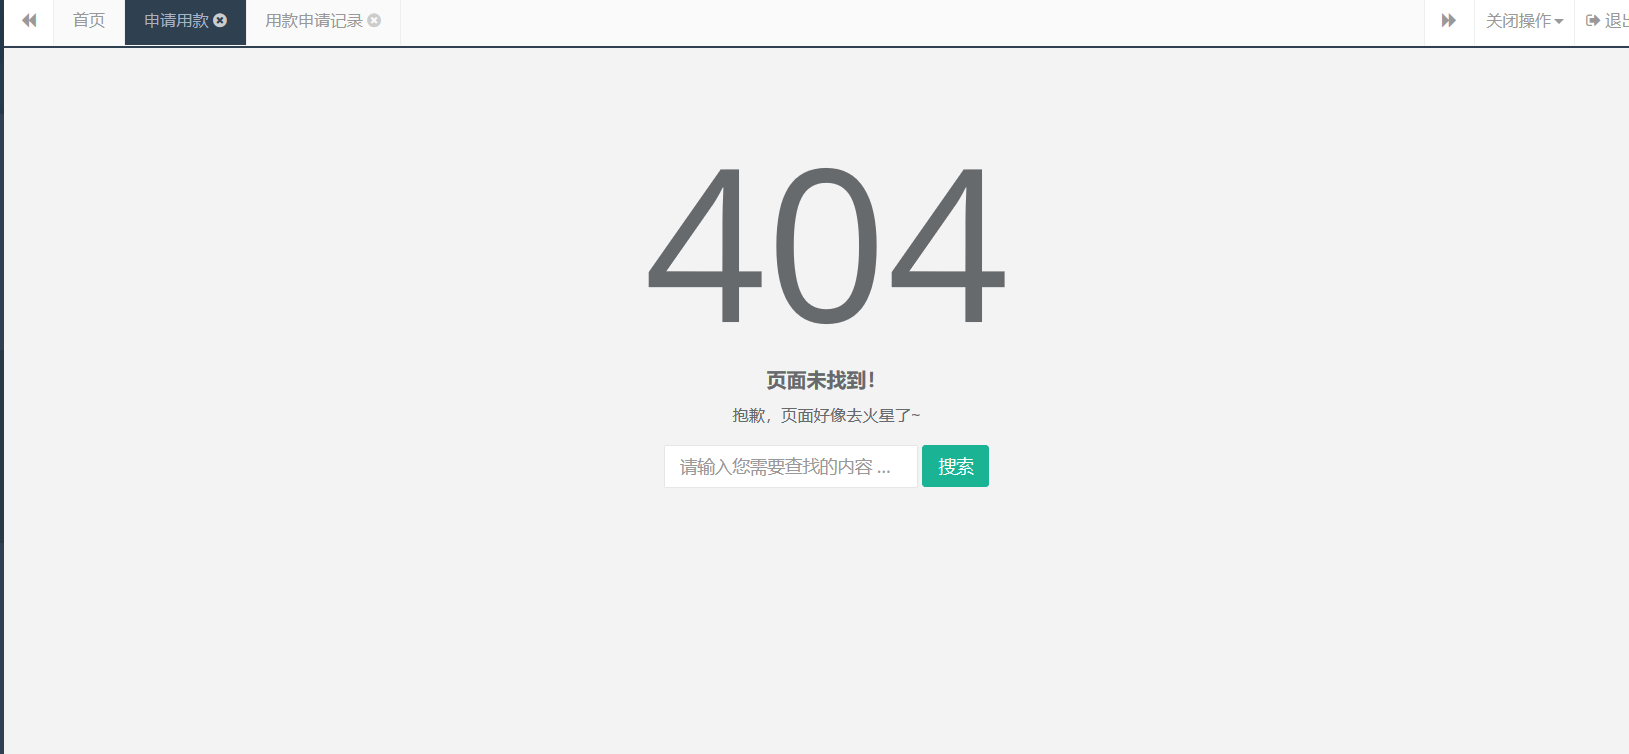 首页
申请用款
用款申请记录
关闭操作
退出
404
页面未找到！
抱歉，页面好像去火星了~
请输入您需要查找的内容 ...
搜索